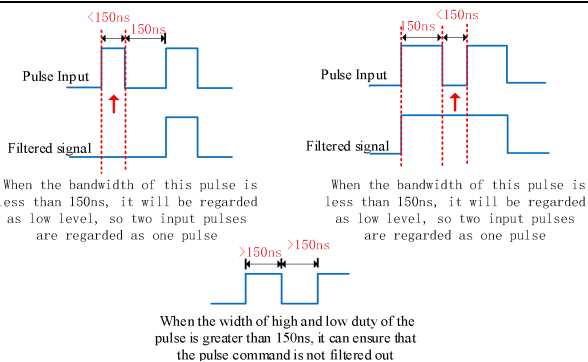 <150ns
150ns
Pulse Input
Filtered signal
When the bandwidth of this pulse is
less than 150ns, it will be regarded
as low level, so two input pulses
are regarded as one pulse
150ns
<150ns
Pulse Input
Filtered signal
When the bandwidth of this pulse is
less than 150ns, it will be regarded
as low level, so two input pulses
are regarded as one pulse
>150ns
>150ns
When the width of high and low duty of the
pulse is greater than 150ns, it can ensure that
the pulse command is not filtered out